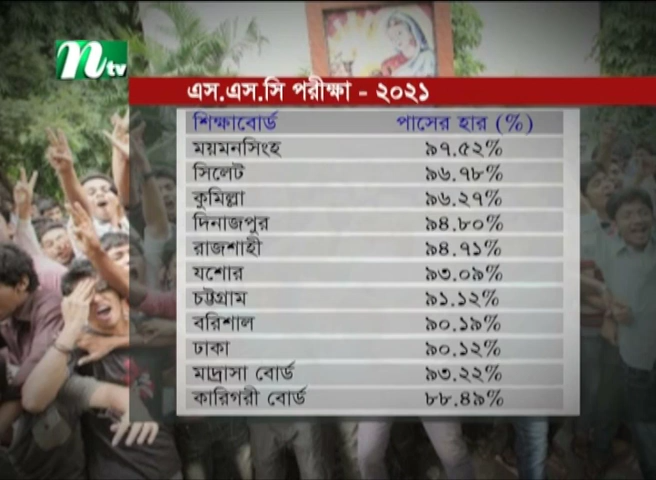 ntv
এস.এস.সি পরীক্ষা - ২০২১
শিক্ষাবোর্ড পাসের হার (%)
ময়মনসিংহ ৯৭.৫২%
সিলেট ৯৬.৭৮%
কুমিল্লা ৯৬.২৭%
দিনাজপুর ৯৪.৮০%
রাজশাহী ৯৪.৭১%
যশোর ৯৩.০৯%
চট্টগ্রাম ৯১.১২%
বরিশাল ৯০.১৯%
ঢাকা ৯০.১২%
মাদ্রাসা বোর্ড ৯৩.২২%
কারিগরী বোর্ড ৮৮.৪৯%